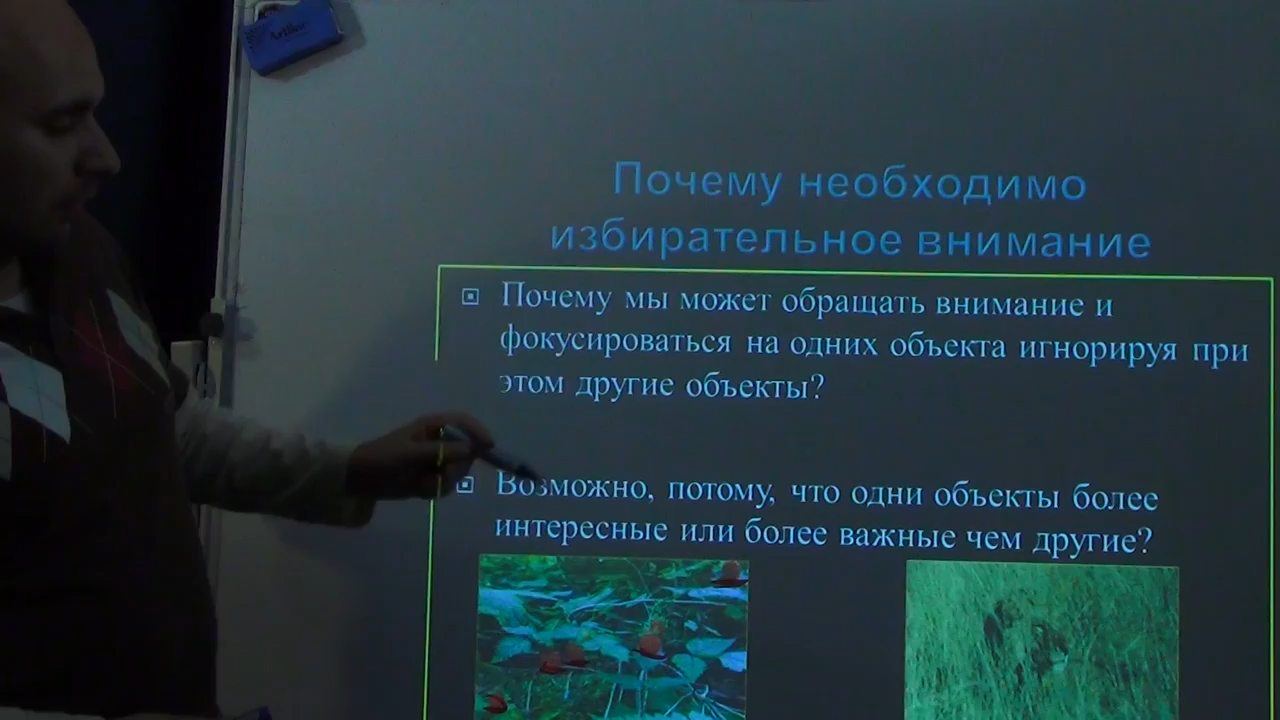 Artline
Почему необходимо
избирательное внимание
Почему мы может обращать внимание и
фокусироваться на одних объекта игнорируя при
этом другие объекты?
Возможно, потому, что одни объекты более
интересные или более важные чем другие?